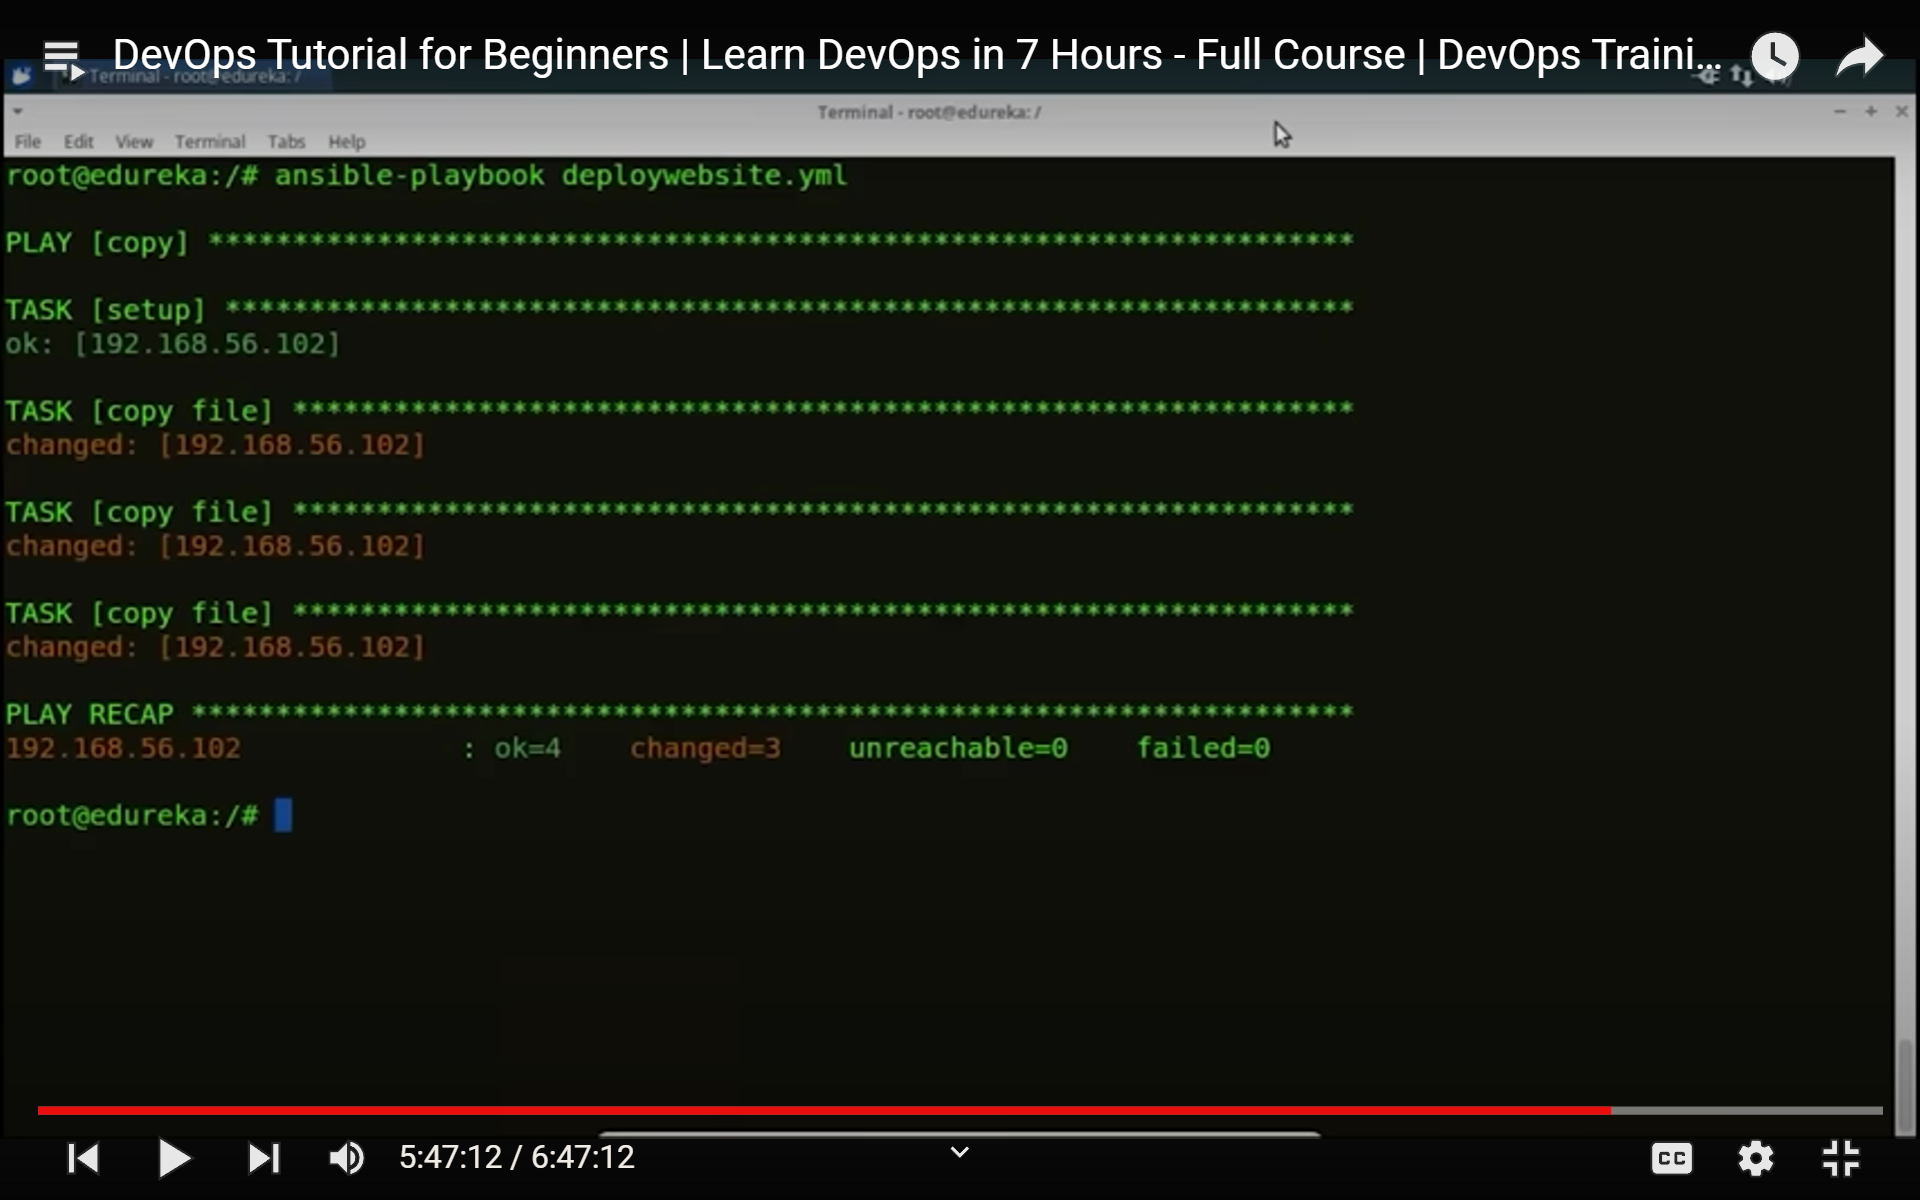 DevOps Tutorial for Beginners | Learn DevOps in 7 Hours - Full Course | DevOps Traini...
Terminal - root@edureka: /
Terminal - root@edureka: /
File Edit View Terminal Tabs Help
root@edureka:/# ansible-playbook deploywebsite.yml
PLAY [copy] ********************************************************************
TASK [setup] *******************************************************************
ok: [192.168.56.102]
TASK [copy file] ***************************************************************
changed: [192.168.56.102]
TASK [copy file] ***************************************************************
changed: [192.168.56.102]
TASK [copy file] ***************************************************************
changed: [192.168.56.102]
PLAY RECAP *********************************************************************
192.168.56.102 : ok=4 changed=3 unreachable=0 failed=0
root@edureka:/#
5:47:12 / 6:47:12
CC